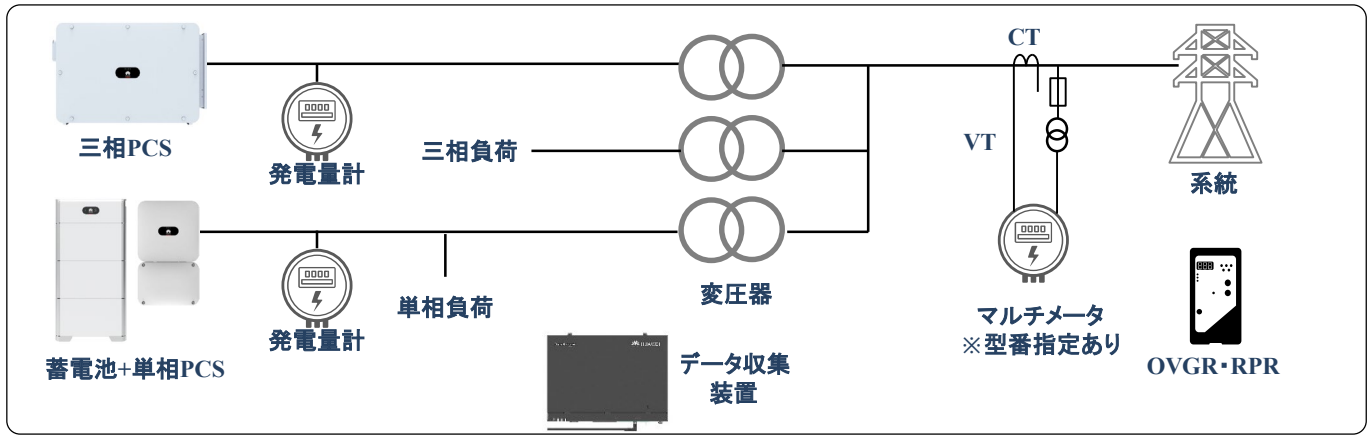 CT
三相PCS
三相負荷
VT
発電量計
系統
単相負荷
変圧器
マルチメータ
※型番指定あり
発電量計
蓄電池+単相PCS
データ収集
装置
OVGR・RPR